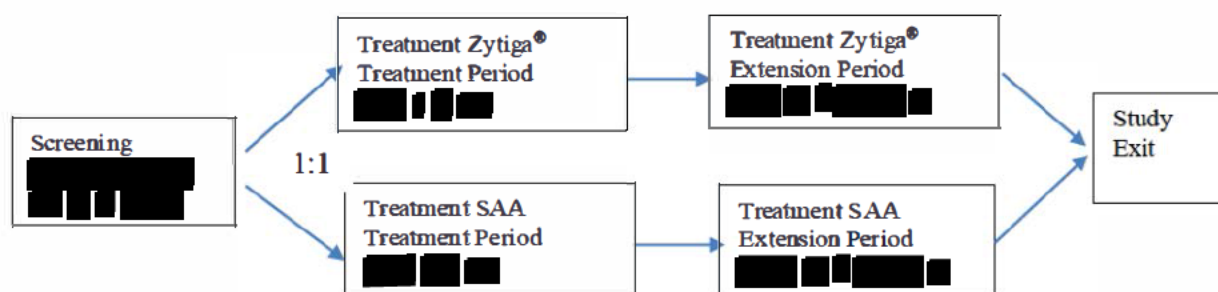 Screening
1:1
Treatment Zytiga®
Treatment Period
Treatment Zytiga®
Extension Period
Treatment SAA
Treatment Period
Treatment SAA
Extension Period
Study
Exit